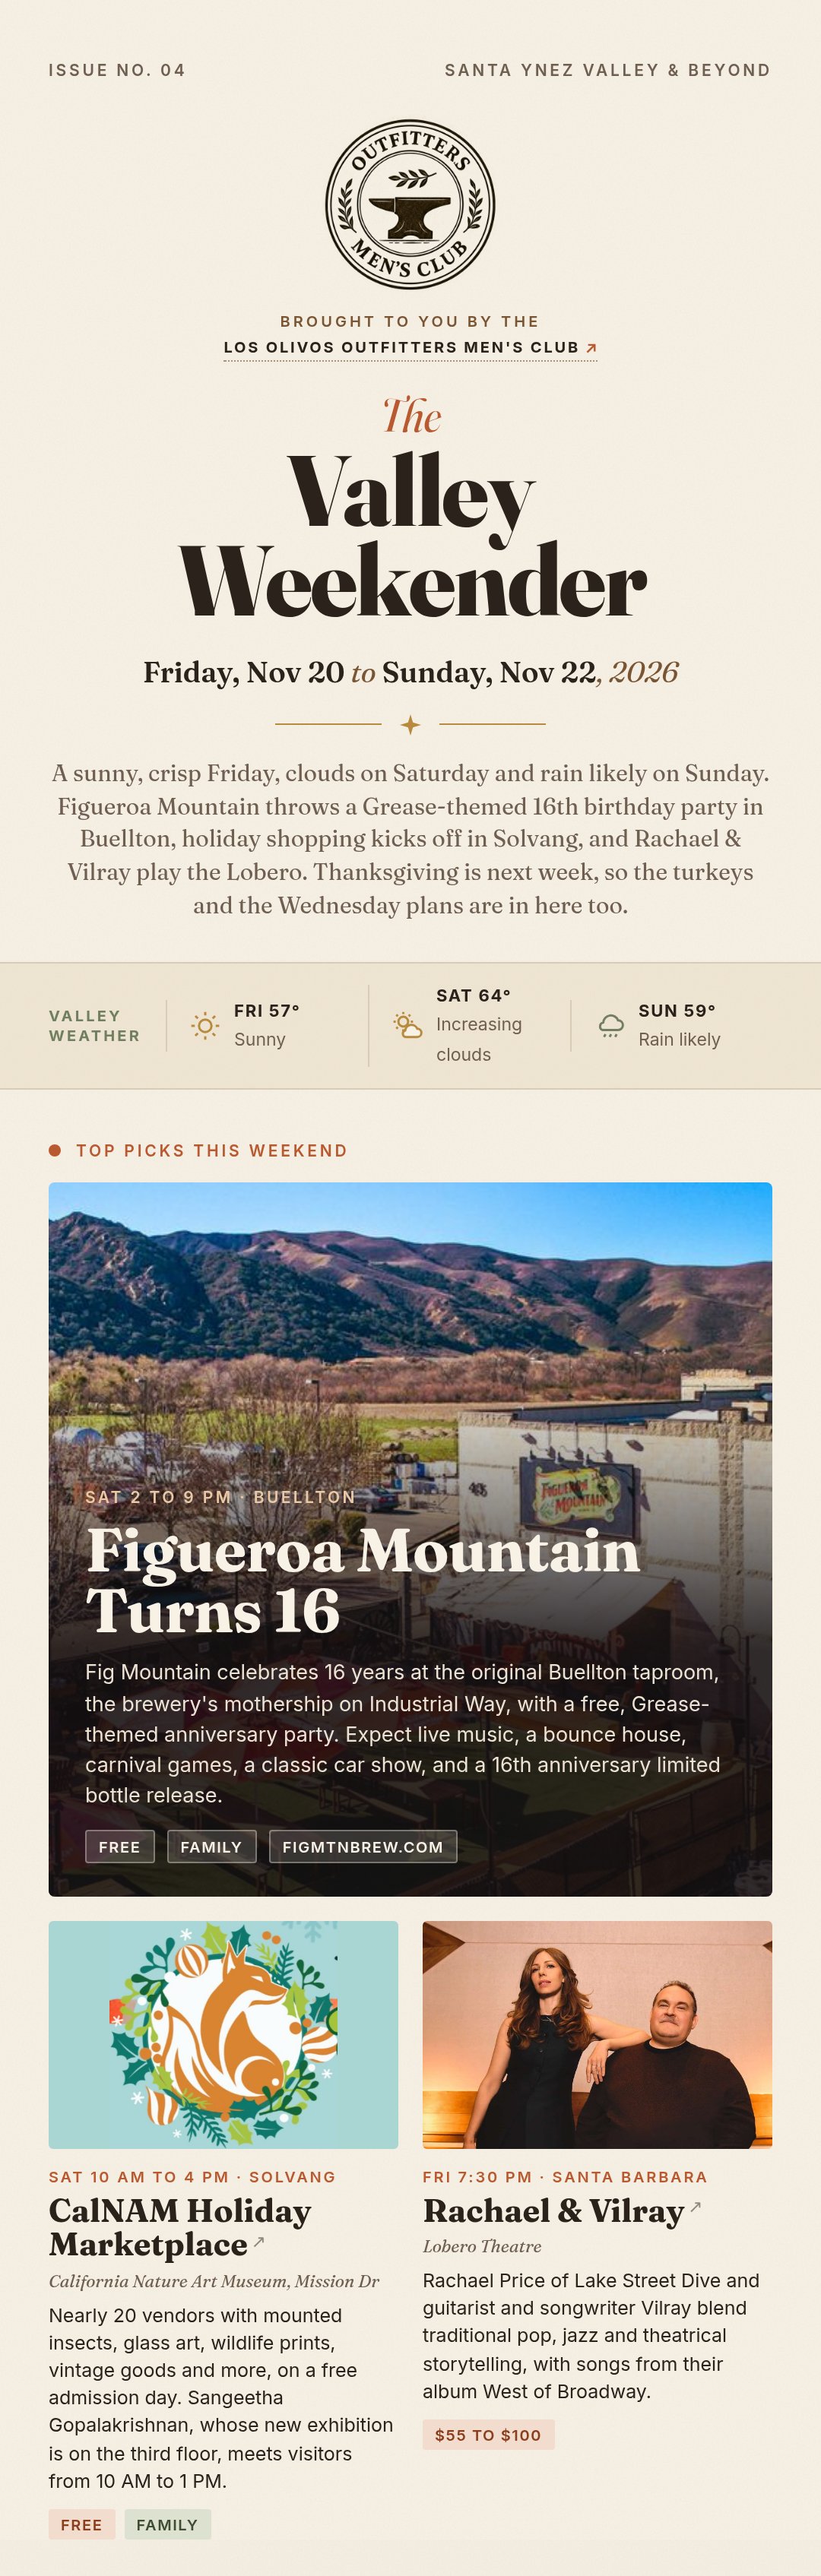 ISSUE NO. 04
SANTA YNEZ VALLEY & BEYOND
OUTFITTERS
MEN'S CLUB
BROUGHT TO YOU BY THE
LOS OLIVOS OUTFITTERS MEN'S CLUB ↗
The
Valley
Weekender
Friday, Nov 20 to Sunday, Nov 22, 2026
A sunny, crisp Friday, clouds on Saturday and rain likely on Sunday.
Figueroa Mountain throws a Grease-themed 16th birthday party in
Buellton, holiday shopping kicks off in Solvang, and Rachael &
Vilray play the Lobero. Thanksgiving is next week, so the turkeys
and the Wednesday plans are in here too.
VALLEY
WEATHER
FRI 57°
Sunny
SAT 64°
Increasing
clouds
SUN 59°
Rain likely
TOP PICKS THIS WEEKEND
FIGUEROA
MOUNTAIN
SAT 2 TO 9 PM · BUELLTON
Figueroa Mountain
Turns 16
Fig Mountain celebrates 16 years at the original Buellton taproom,
the brewery's mothership on Industrial Way, with a free, Grease-
themed anniversary party. Expect live music, a bounce house,
carnival games, a classic car show, and a 16th anniversary limited
bottle release.
FREE
FAMILY
FIGMTNBREW.COM
SAT 10 AM TO 4 PM · SOLVANG
CalNAM Holiday
Marketplace ↗
California Nature Art Museum, Mission Dr
Nearly 20 vendors with mounted
insects, glass art, wildlife prints,
vintage goods and more, on a free
admission day. Sangeetha
Gopalakrishnan, whose new exhibition
is on the third floor, meets visitors
from 10 AM to 1 PM.
FREE
FAMILY
FRI 7:30 PM · SANTA BARBARA
Rachael & Vilray ↗
Lobero Theatre
Rachael Price of Lake Street Dive and
guitarist and songwriter Vilray blend
traditional pop, jazz and theatrical
storytelling, with songs from their
album West of Broadway.
$55 TO $100